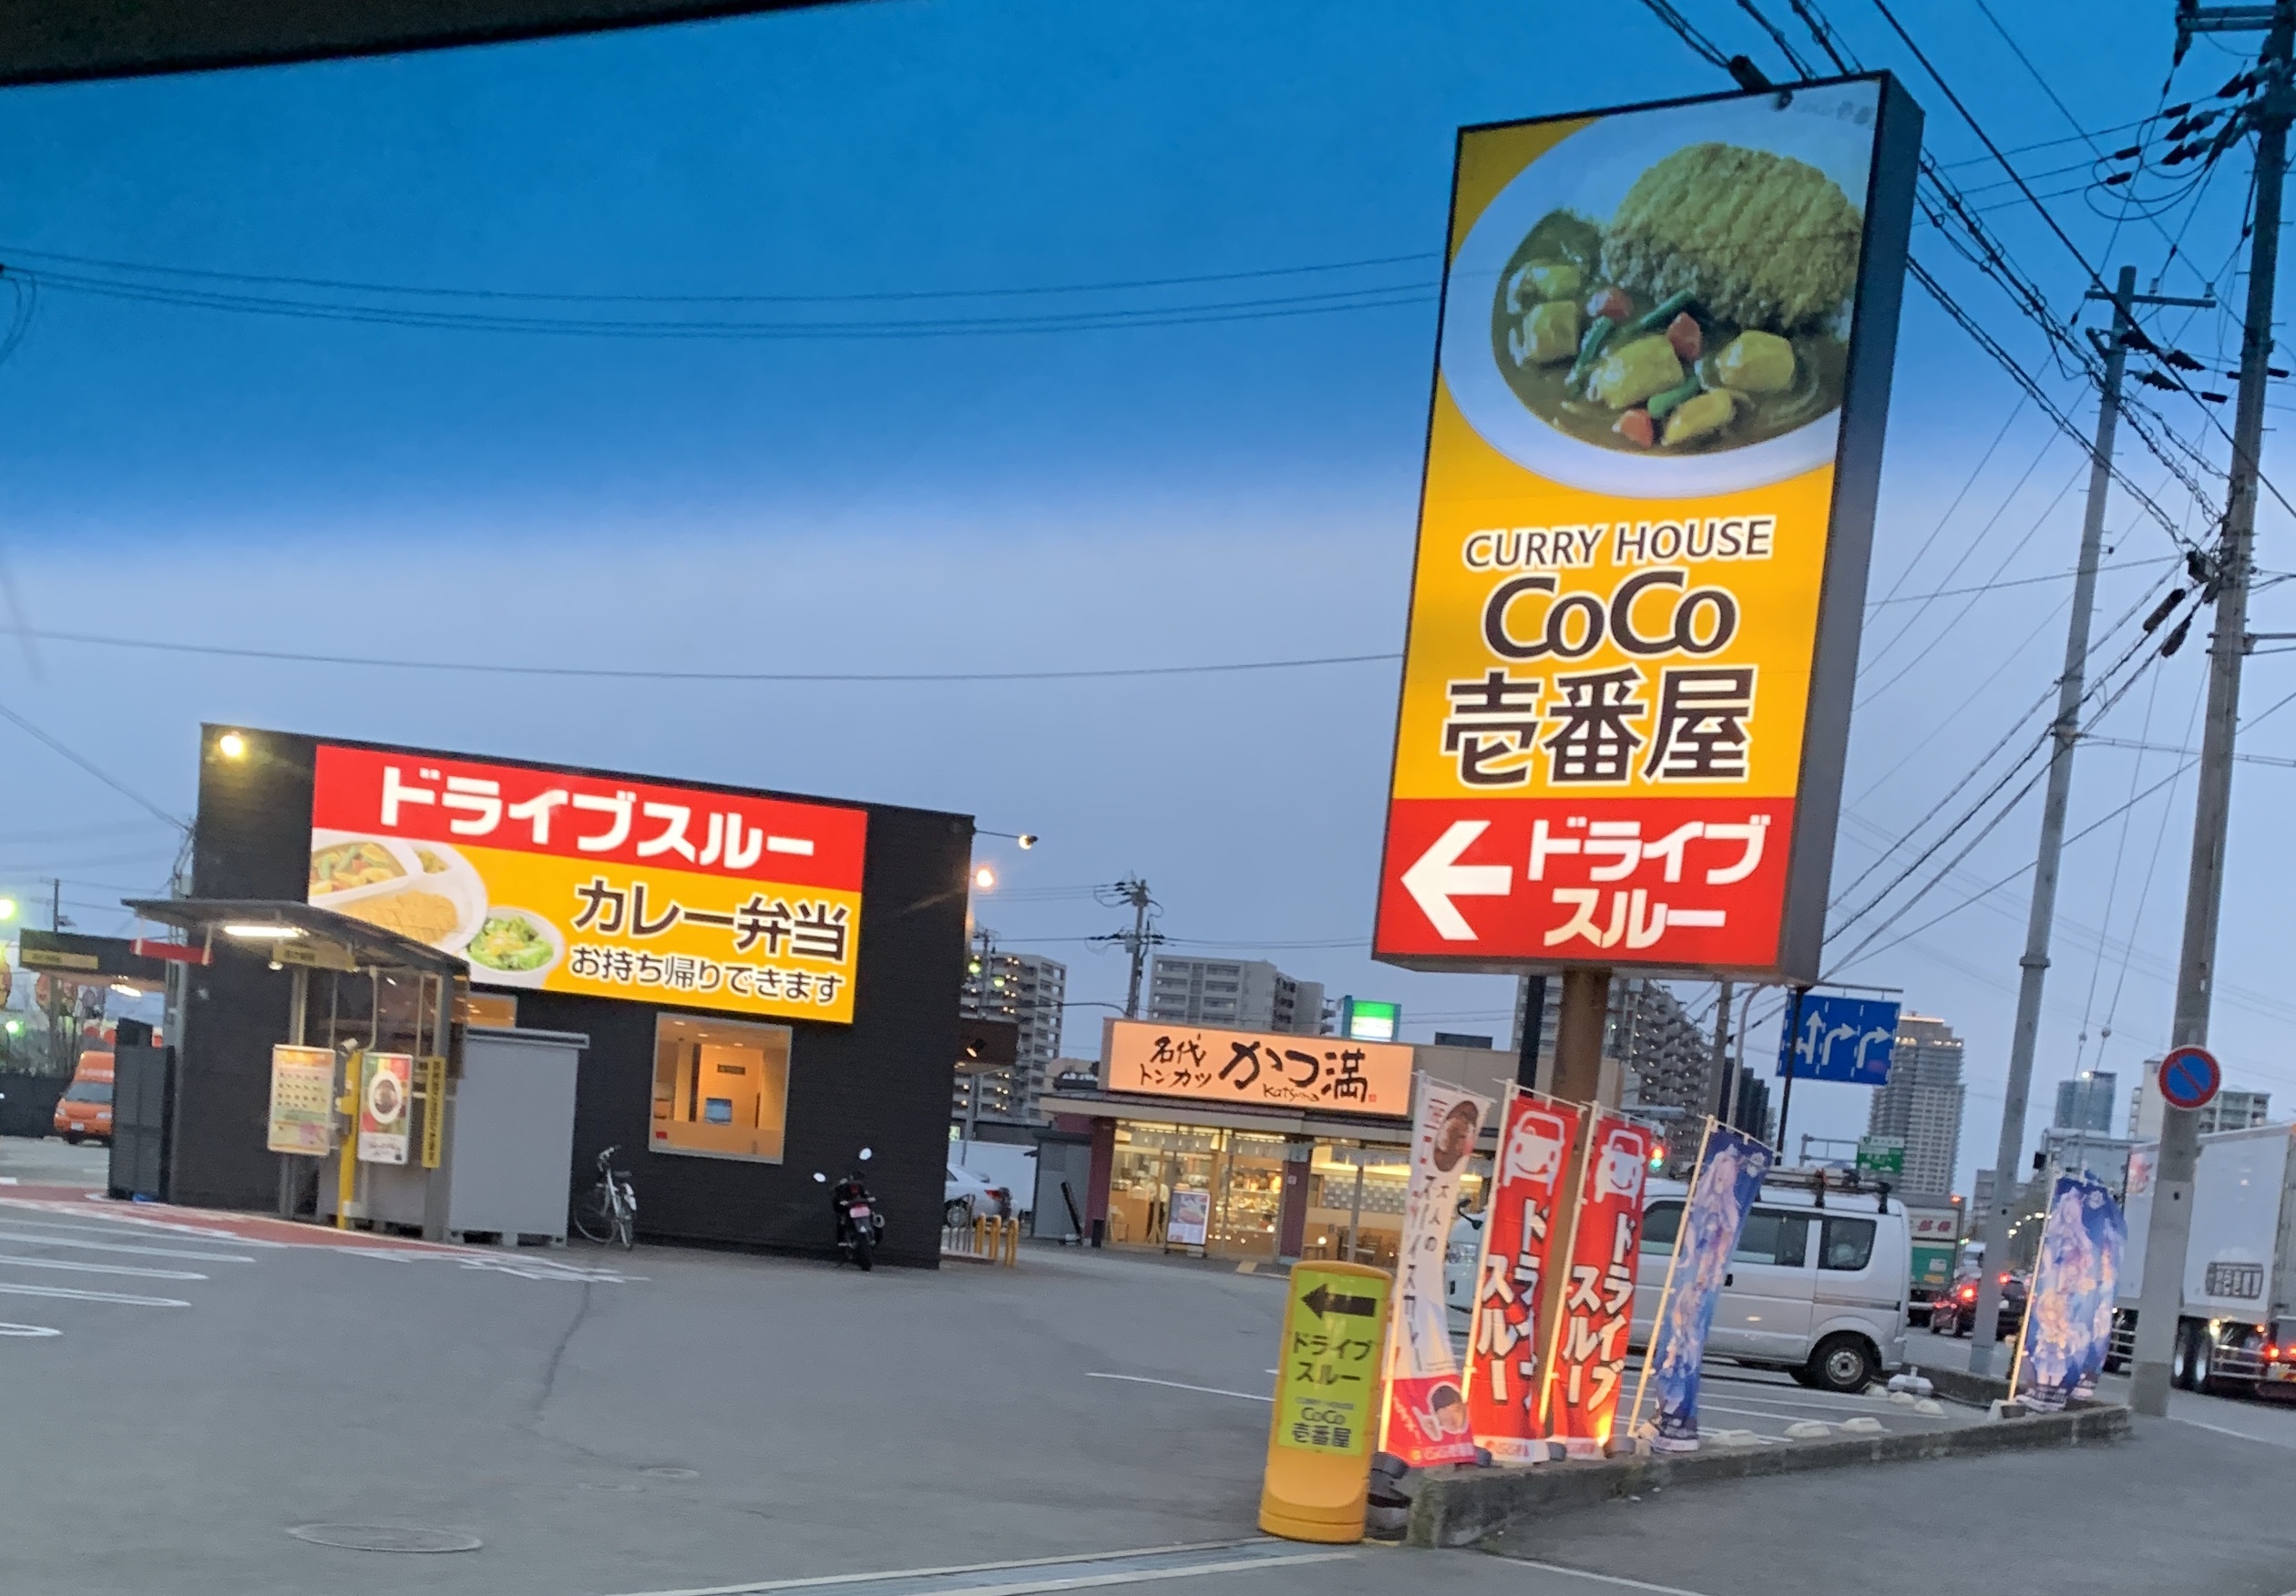 CURRY HOUSE
CoCo
壱番屋
ドライブ
スルー
ドライブスルー
カレー弁当
お持ち帰りできます
名代
トンカツ
かつ満
Katsuma
ドライブ
スルー
CURRY HOUSE
CoCo
壱番屋
ドライブ
スルー
ドライブ
スルー